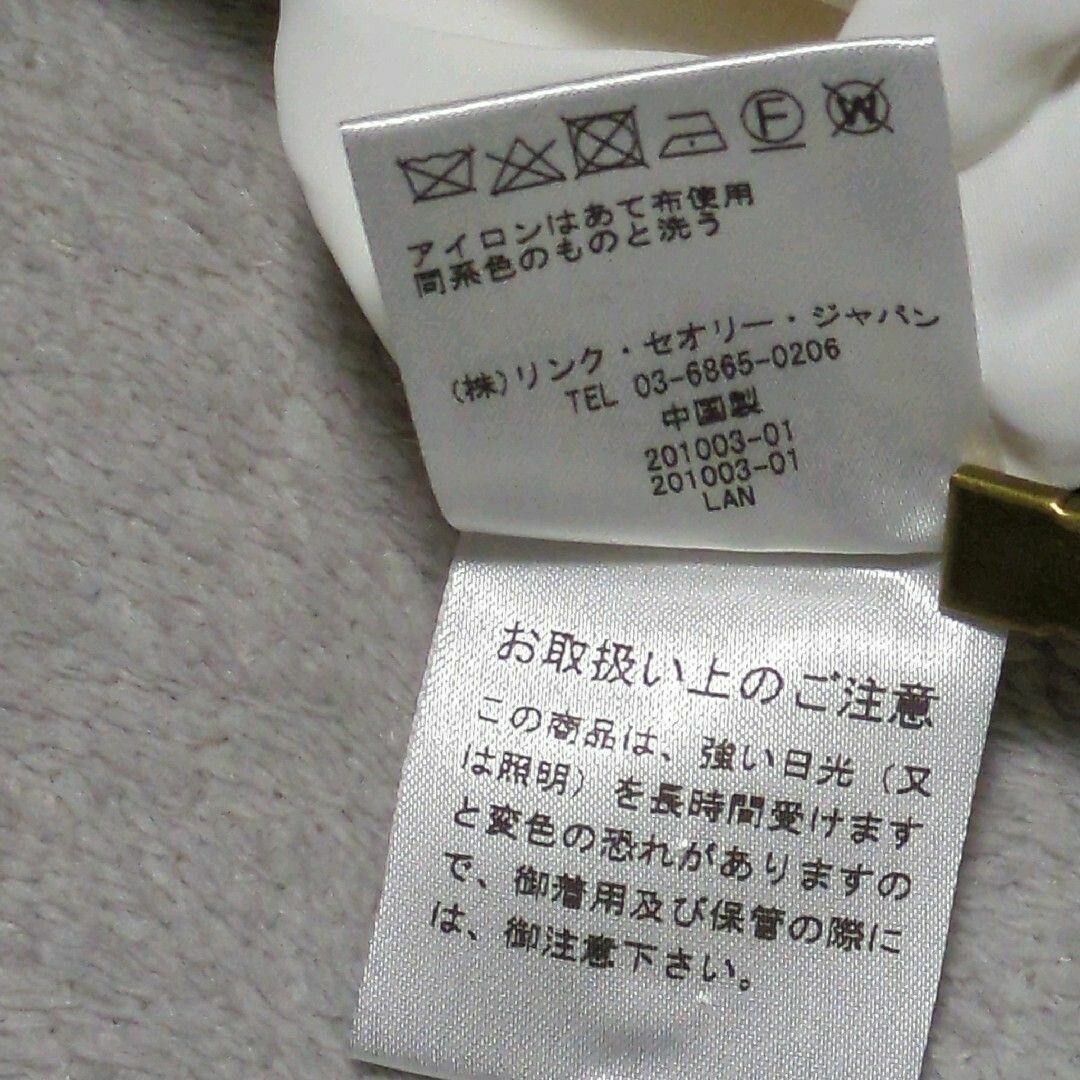 F W
アイロンはあて布使用
同系色のものと洗う
(株)リンク・セオリー・ジャパン
TEL 03-6865-0206
中国製
201003-01
201003-01
LAN
お取扱い上のご注意
この商品は、強い日光（又
は照明）を長時間受けます
と変色の恐れがありますの
で、御着用及び保管の際に
は、御注意下さい。